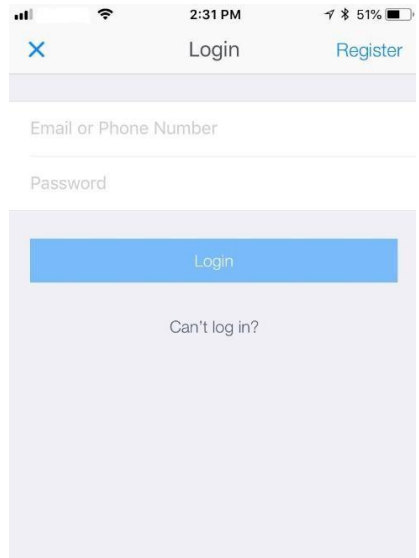 2:31 PM
51%
Login
Register
Email or Phone Number
Password
Login
Can't log in?